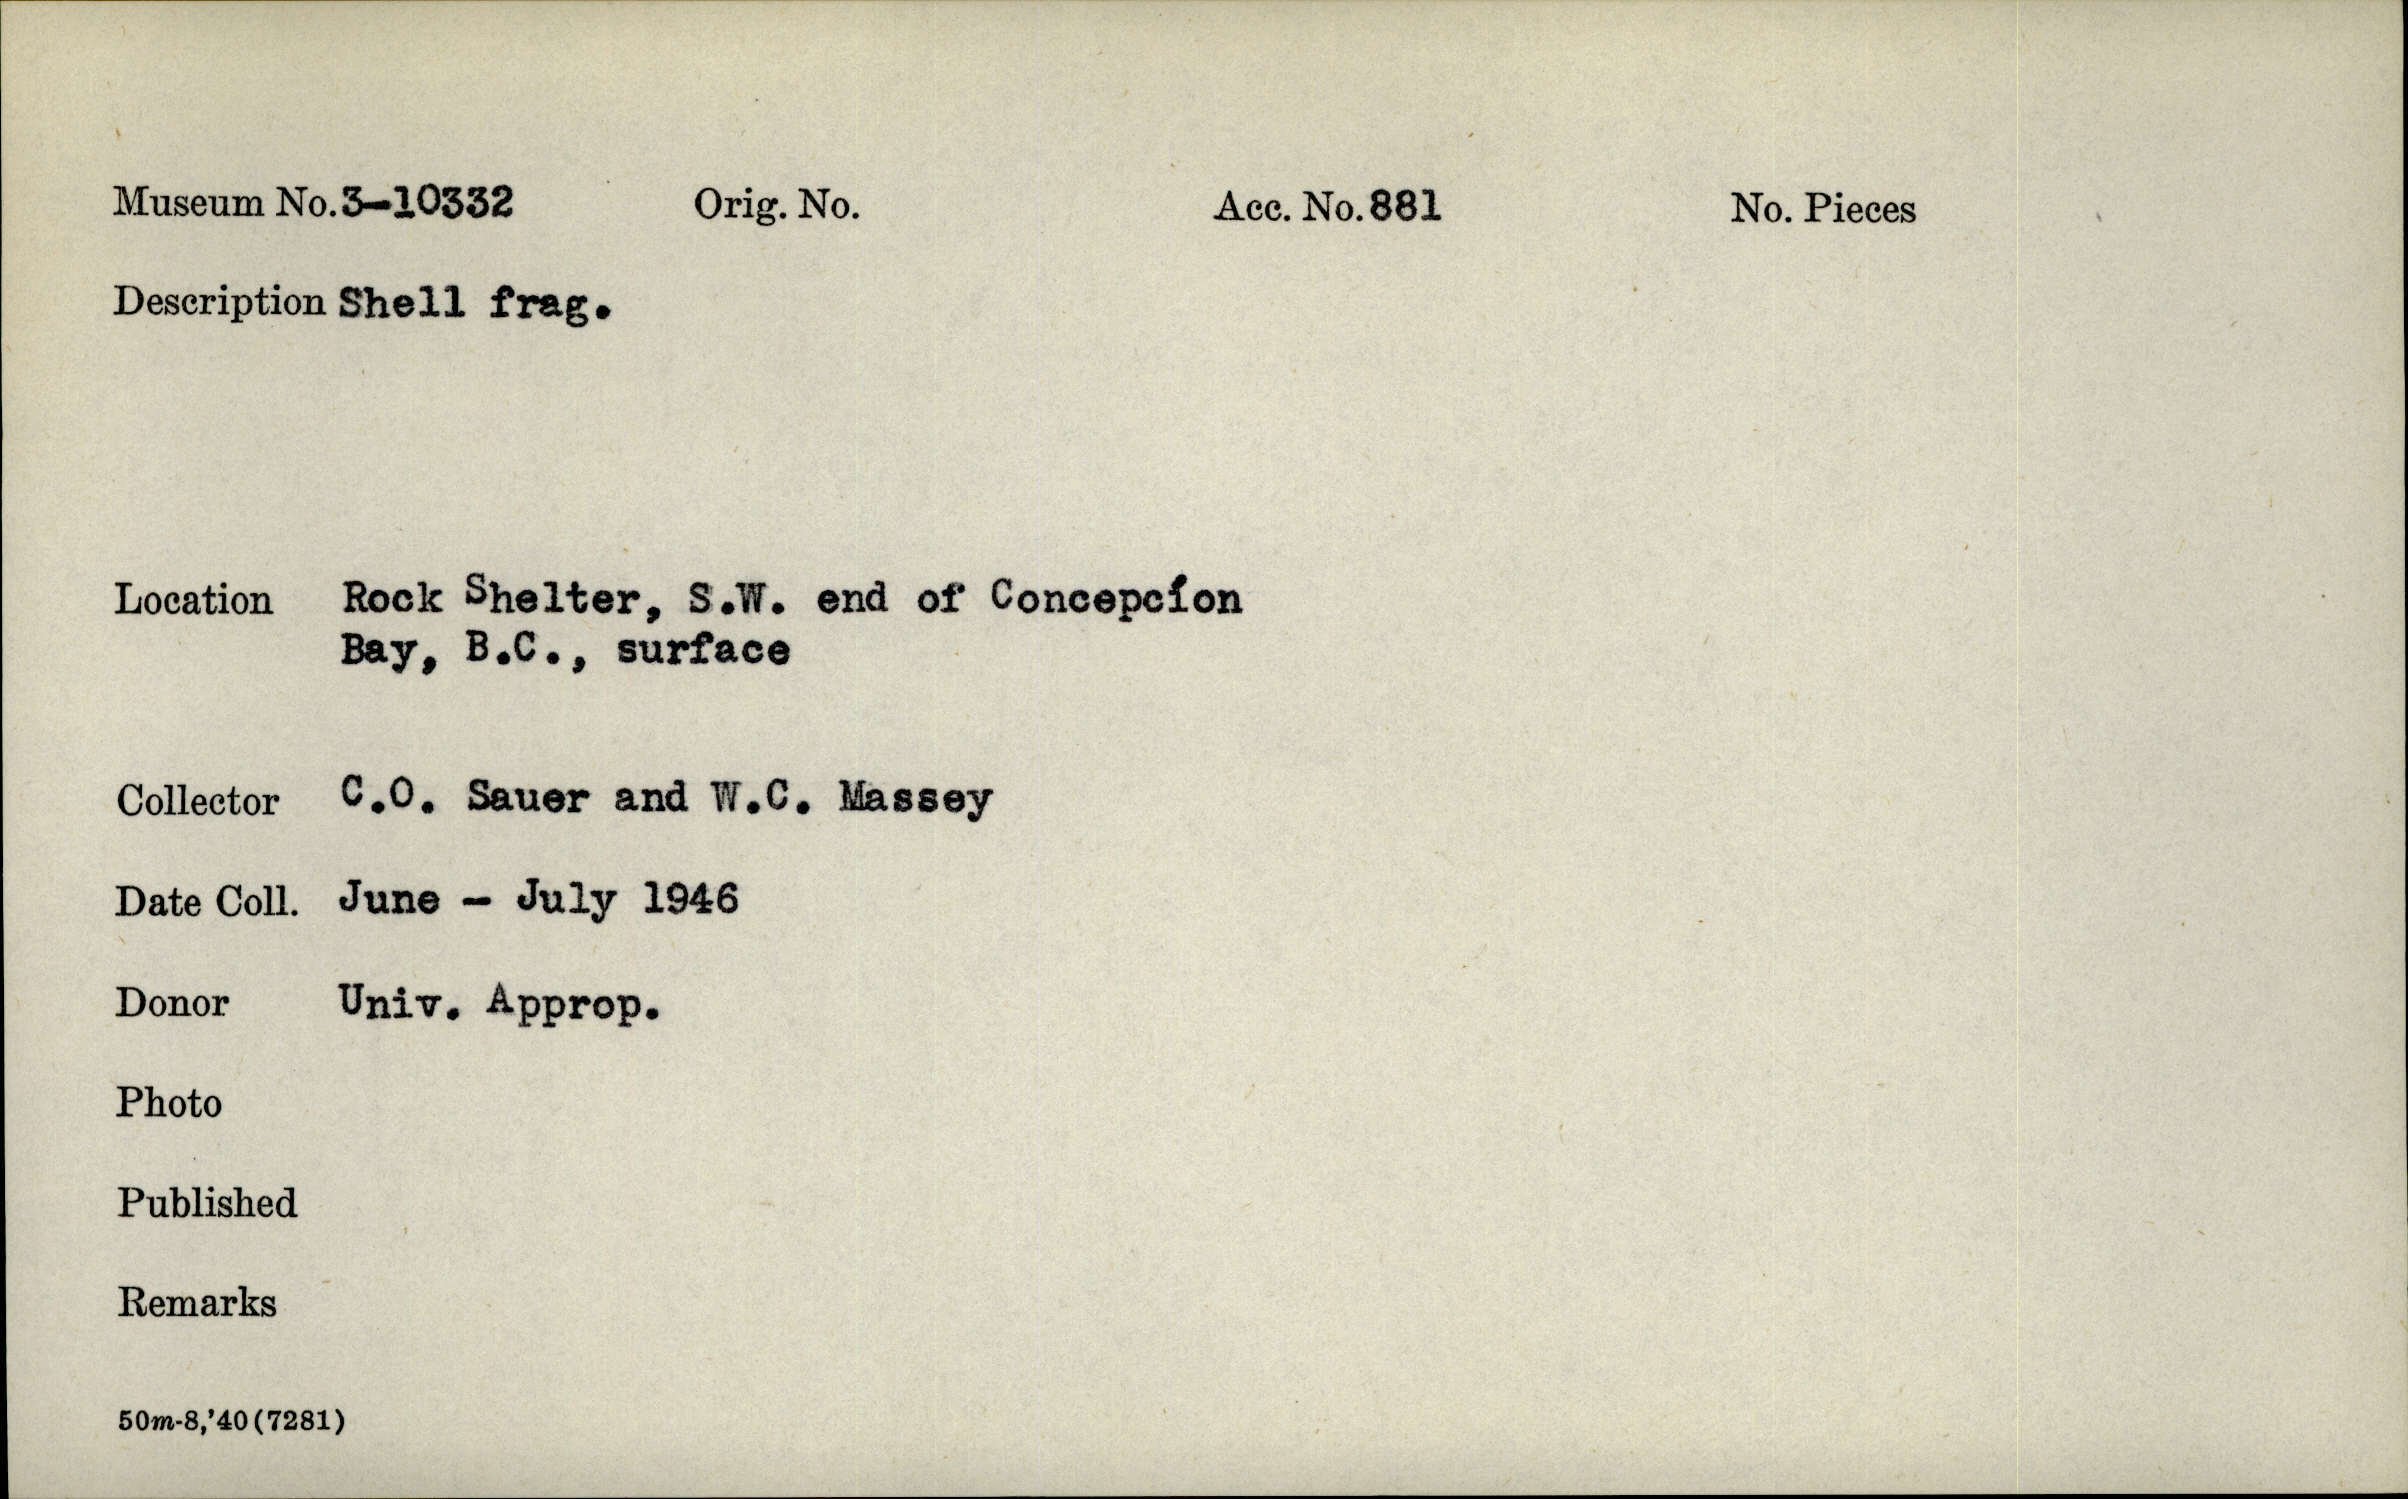 Museum No. 3-10332 Orig. No. Acc. No. 881 No. Pieces
Description Shell frag.
Location Rock Shelter, S.W. end of Concepcíon
Bay, B.C., surface
Collector C.O. Sauer and W.C. Massey
Date Coll. June - July 1946
Donor Univ. Approp.
Photo
Published
Remarks
50m-8,'40(7281)